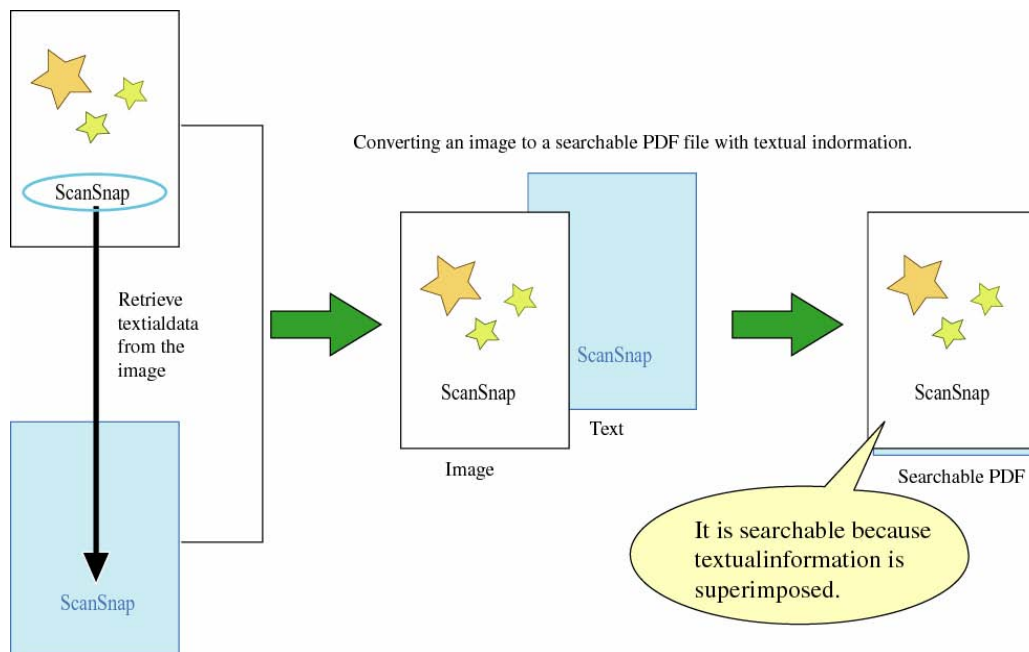 ScanSnap
Retrieve
textialdata
from the
image
ScanSnap
Converting an image to a searchable PDF file with textual indormation.
ScanSnap
ScanSnap
Text
Image
ScanSnap
Searchable PDF
It is searchable because
textualinformation is
superimposed.